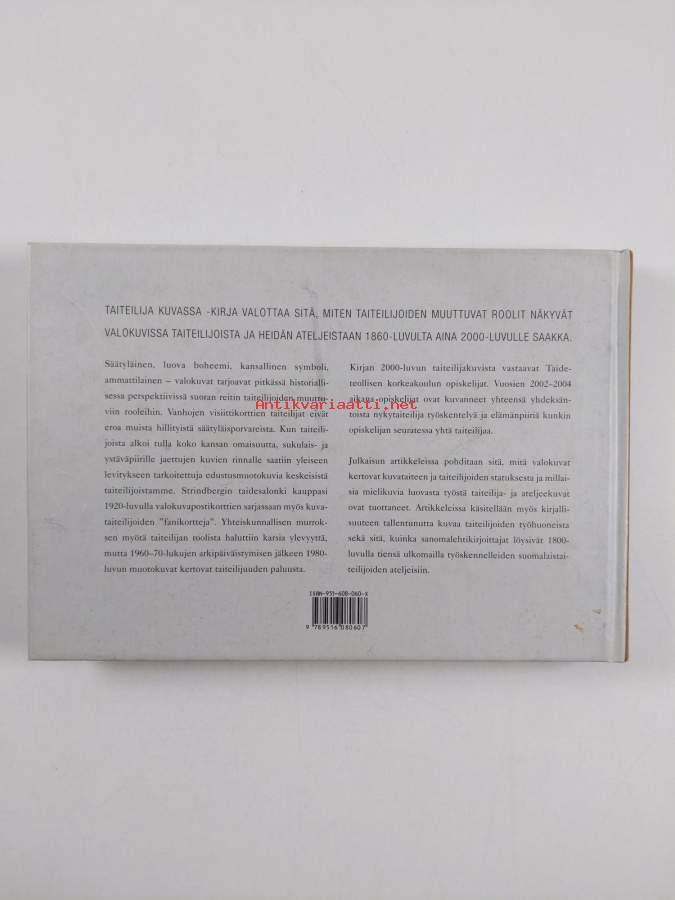 TAITEILIJA KUVASSA -KIRJA VALOTTAA SITÄ, MITEN TAITEILIJOIDEN MUUTTUVAT ROOLIT NÄKYVÄT
VALOKUVISSA TAITEILIJOISTA JA HEIDÄN ATELJEISTAAN 1860-LUVULTA AINA 2000-LUVULLE SAAKKA.
Säätyläinen, luova boheemi, kansallinen symboli,
ammattilainen – valokuvat tarjoavat pitkässä historialli-
sessa perspektiivissä suoran reitin taiteilijoiden muuttu-
viin rooleihin. Vanhojen visiittikorttien taiteilijat eivät
eroa muista hillityistä säätyläisporvareista. Kun taiteili-
joista alkoi tulla koko kansan omaisuutta, sukulais- ja
ystäväpiirille jaettujen kuvien rinnalle saatiin yleiseen
levitykseen tarkoitettuja edustusmuotokuvia keskeisistä
taiteilijoistamme. Strindbergin taidesalonki kauppasi
1920-luvulla valokuvapostikorttien sarjassaan myös kuva-
taiteilijoiden "fanikortteja". Yhteiskunnallisen murrok-
sen myötä taiteilijan roolista haluttiin karsia ylevyyttä,
mutta 1960–70-lukujen arkipäiväistymisen jälkeen 1980-
luvun muotokuvat kertovat taiteilijuuden paluusta.
Kirjan 2000-luvun taiteilijakuvista vastaavat Taide-
teollisen korkeakoulun opiskelijat. Vuosien 2002–2004
aikana opiskelijat ovat kuvanneet yhteensä yhdeksän-
toista nykytaiteilija työskentelyä ja elämänpiiriä kunkin
opiskelijan seuratessa yhtä taiteilijaa.
Julkaisun artikkeleissa pohditaan sitä, mitä valokuvat
kertovat kuvataiteen ja taiteilijoiden statuksesta ja millai-
sia mielikuvia luovasta työstä taiteilija- ja ateljeekuvat
ovat tuottaneet. Artikkeleissa käsitellään myös kirjalli-
suuteen tallentunutta kuvaa taiteilijoiden työhuoneista
sekä sitä, kuinka sanomalehtikirjoittajat löysivät 1800-
luvulla tiensä ulkomailla työskennelleiden suomalaistai-
teilijoiden ateljeisiin.
Antikvariaatti.net
ISBN-951-608-060-X
9 789516 080607